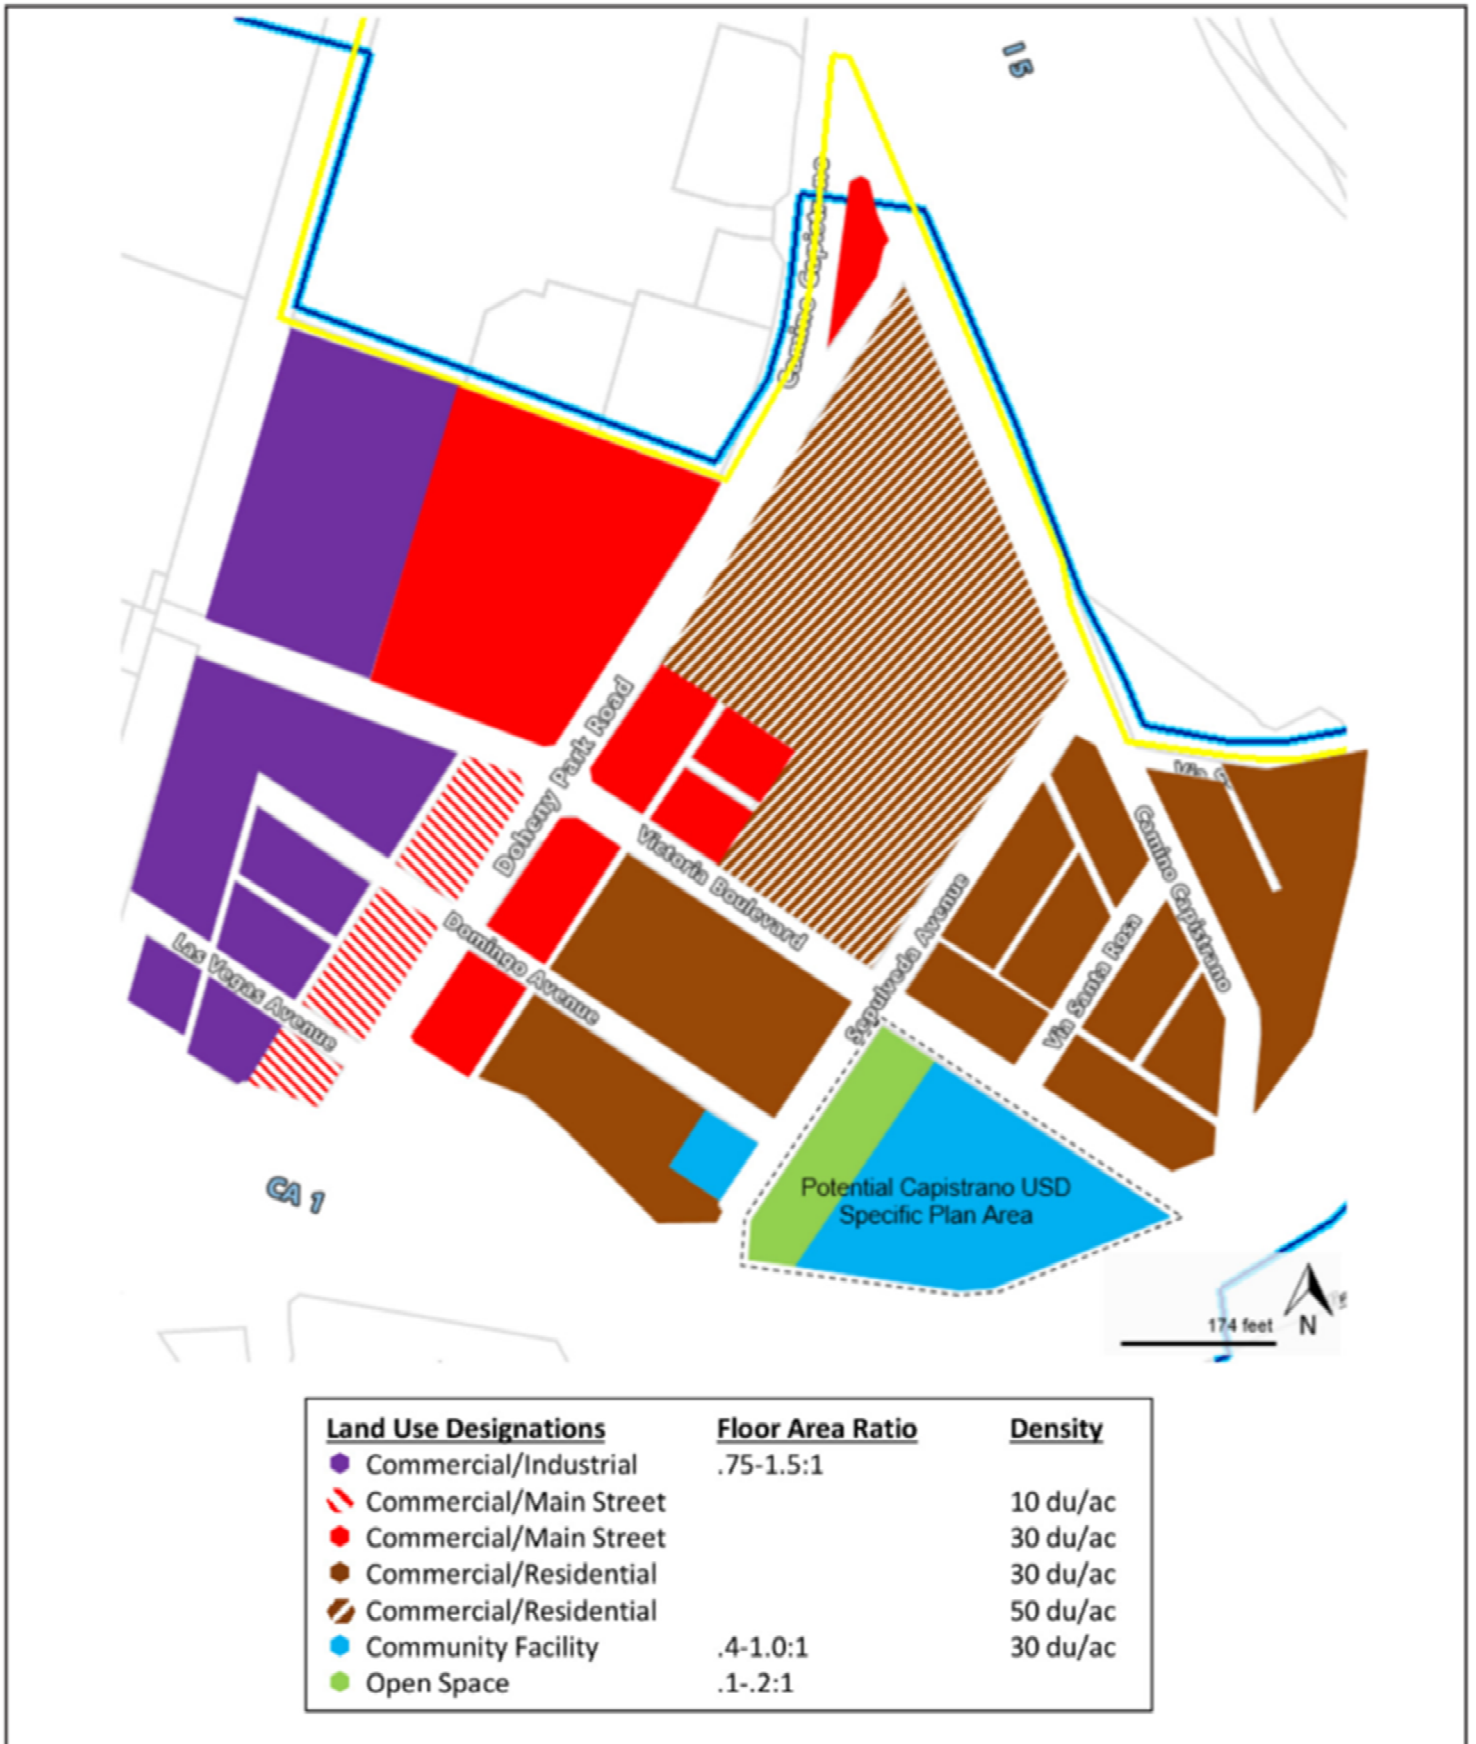 I 5
Camino Capistrano
Doheny Park Road
Victoria Boulevard
Domingo Avenue
Las Vegas Avenue
Sepulveda Avenue
Camino Capistrano
Via Santa Rosa
Via
CA 1
Potential Capistrano USD
Specific Plan Area
174 feet
N
Land Use Designations Floor Area Ratio Density
Commercial/Industrial .75-1.5:1
Commercial/Main Street 10 du/ac
Commercial/Main Street 30 du/ac
Commercial/Residential 30 du/ac
Commercial/Residential 50 du/ac
Community Facility .4-1.0:1 30 du/ac
Open Space .1-.2:1